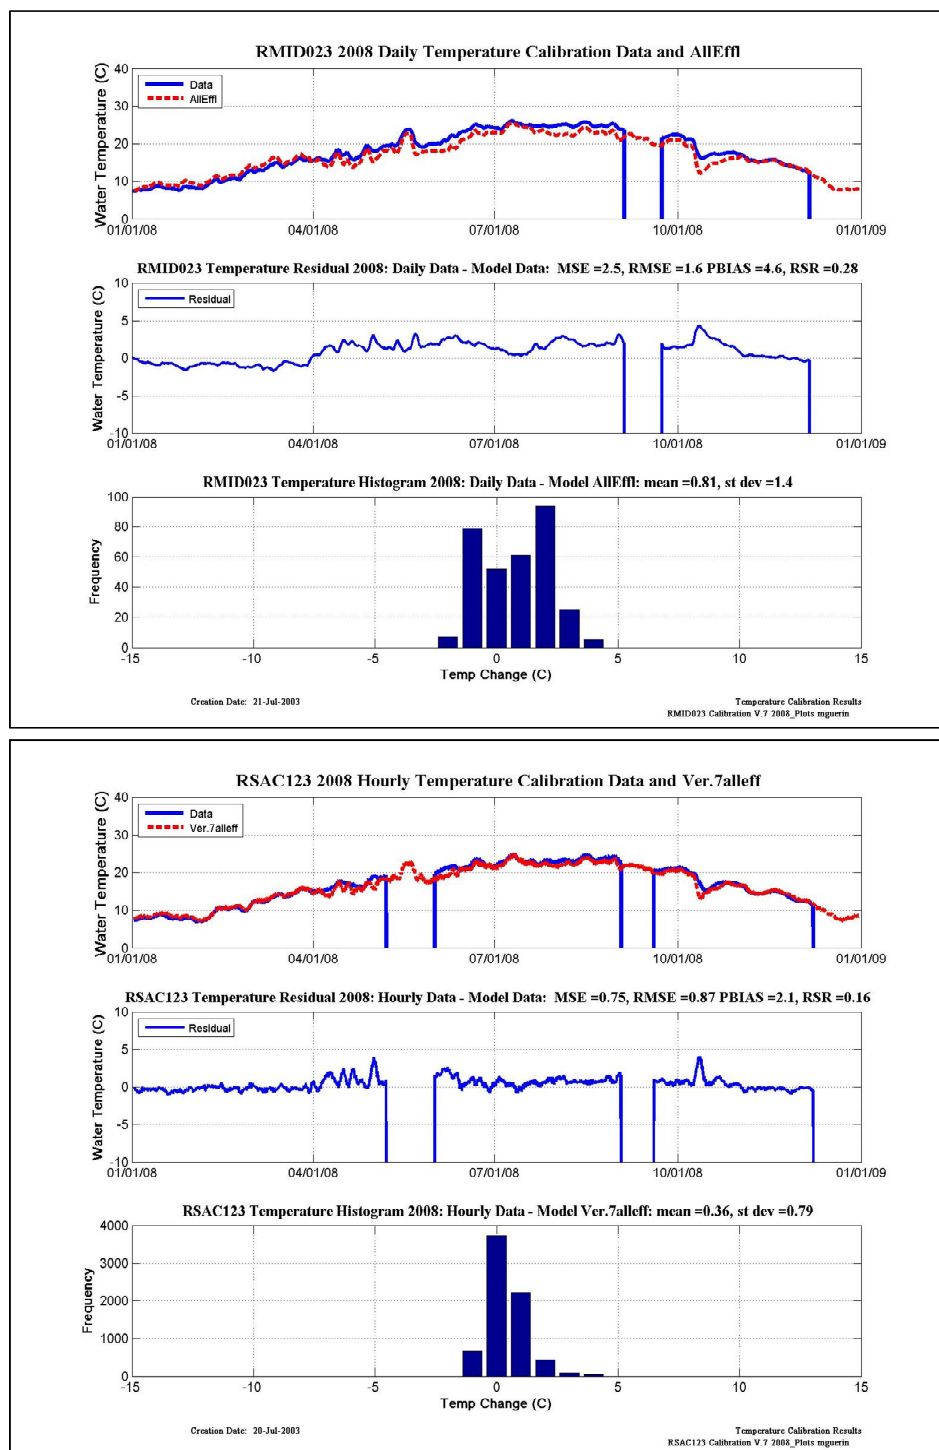 RMID023 2008 Daily Temperature Calibration Data and AllEffl
Water Temperature (C)
40
30
20
10
0
Data
AllEffl
01/01/08 04/01/08 07/01/08 10/01/08 01/01/09
RMID023 Temperature Residual 2008: Daily Data - Model Data: MSE =2.5, RMSE =1.6 PBIAS =4.6, RSR =0.28
Water Temperature (C)
10
5
0
-5
-10
Residual
01/01/08 04/01/08 07/01/08 10/01/08 01/01/09
RMID023 Temperature Histogram 2008: Daily Data - Model AllEffl: mean =0.81, st dev =1.4
Frequency
100
80
60
40
20
0
-15 -10 -5 0 5 10 15
Temp Change (C)
Creation Date: 21-Jul-2003 Temperature Calibration Results
RMID023 Calibration V.7 2008_Plots mguerin
RSAC123 2008 Hourly Temperature Calibration Data and Ver.7alleff
Water Temperature (C)
40
30
20
10
0
Data
Ver.7alleff
01/01/08 04/01/08 07/01/08 10/01/08 01/01/09
RSAC123 Temperature Residual 2008: Hourly Data - Model Data: MSE =0.75, RMSE =0.87 PBIAS =2.1, RSR =0.16
Water Temperature (C)
10
5
0
-5
-10
Residual
01/01/08 04/01/08 07/01/08 10/01/08 01/01/09
RSAC123 Temperature Histogram 2008: Hourly Data - Model Ver.7alleff: mean =0.36, st dev =0.79
Frequency
4000
3000
2000
1000
0
-15 -10 -5 0 5 10 15
Temp Change (C)
Creation Date: 20-Jul-2003 Temperature Calibration Results
RSAC123 Calibration V.7 2008_Plots mguerin